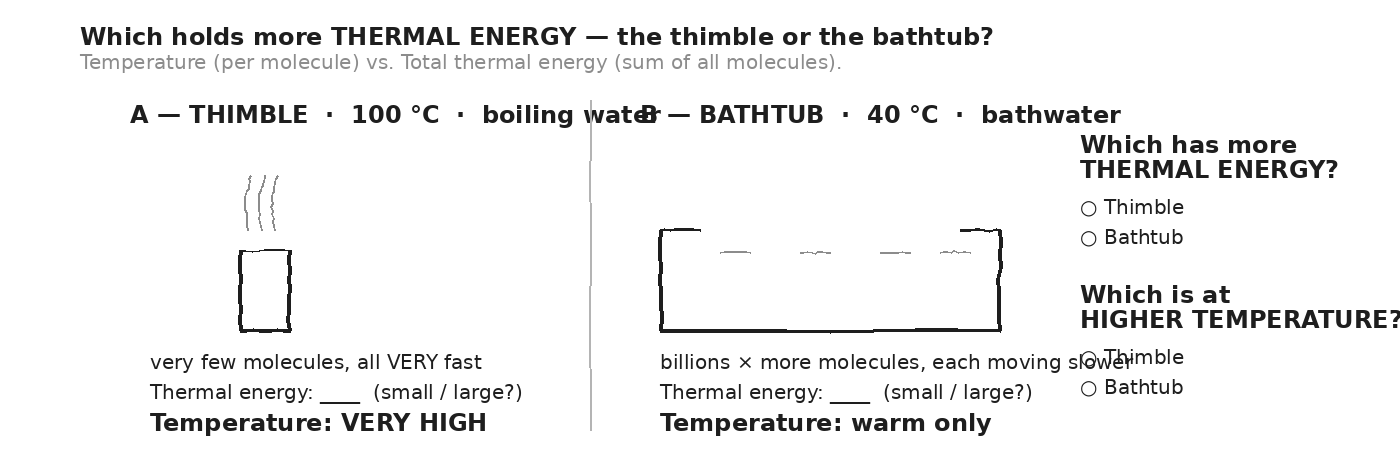 Which holds more THERMAL ENERGY — the thimble or the bathtub?
Temperature (per molecule) vs. Total thermal energy (sum of all molecules).
A — THIMBLE · 100 °C · boiling water
B — BATHTUB · 40 °C · bathwater
very few molecules, all VERY fast
Thermal energy: ____ (small / large?)
Temperature: VERY HIGH
billions × more molecules, each moving slower
Thermal energy: ____ (small / large?)
Temperature: warm only
Which has more
THERMAL ENERGY?
○ Thimble
○ Bathtub
Which is at
HIGHER TEMPERATURE?
○ Thimble
○ Bathtub